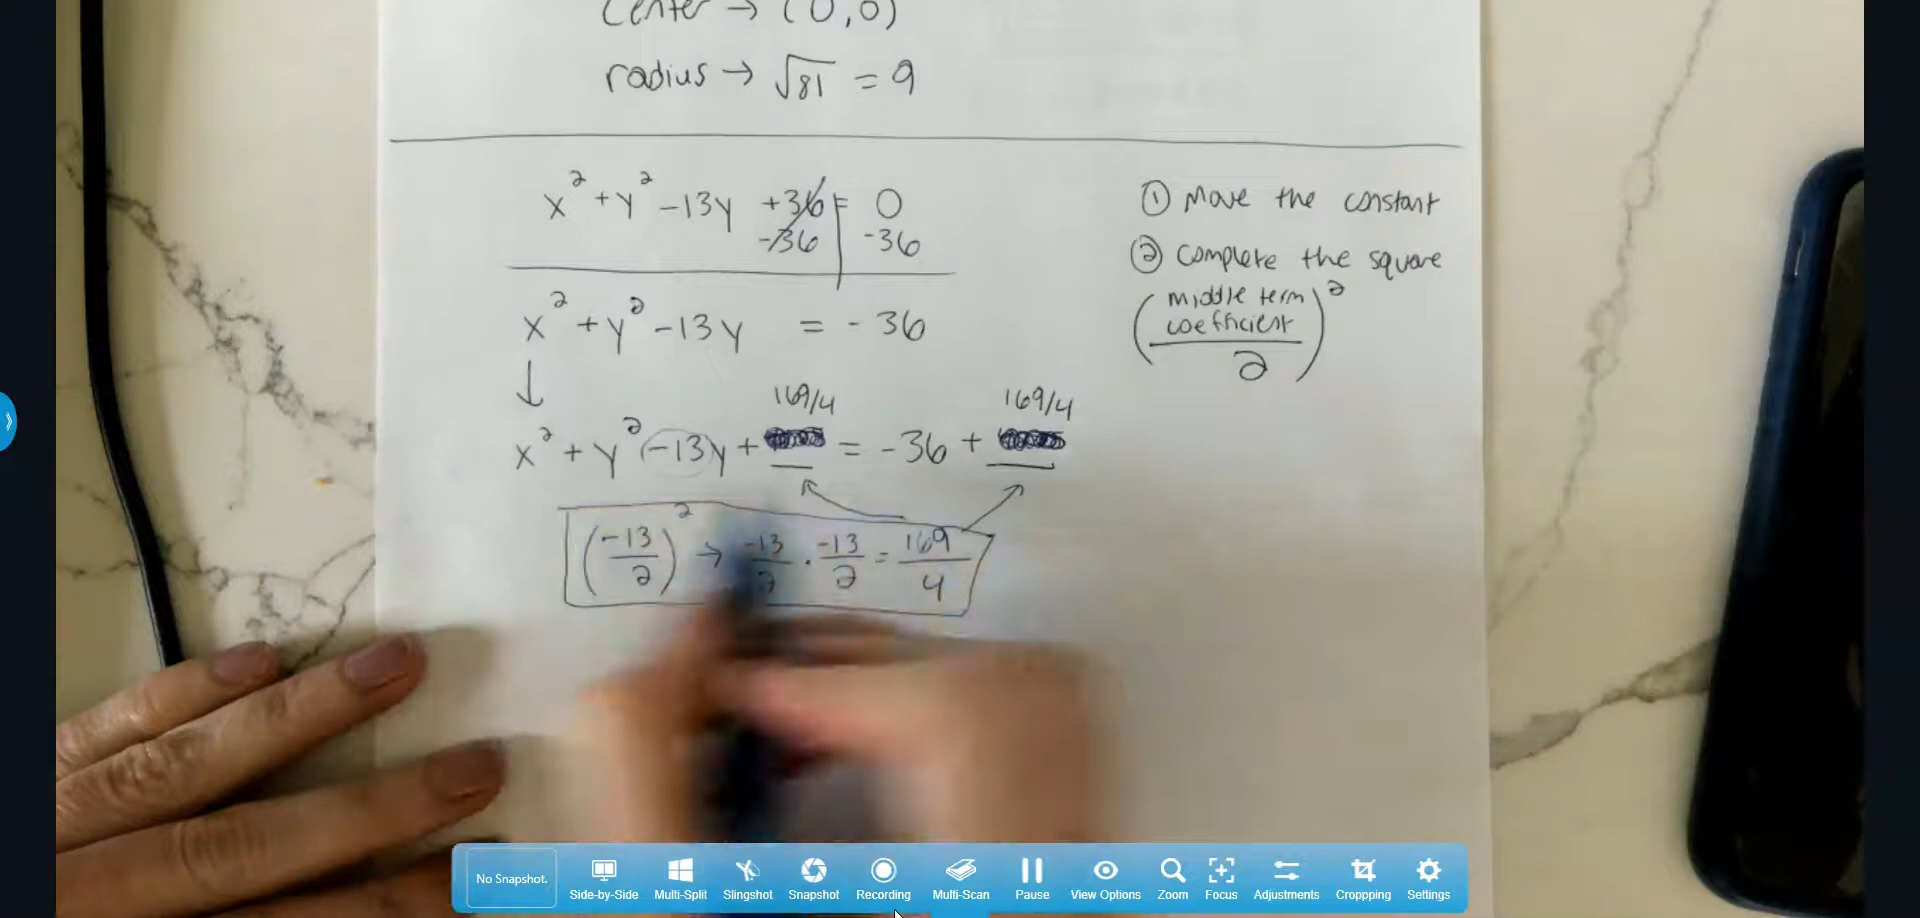 Center → (0,0)
radius → √81 = 9
x² + y² - 13y + 36 = 0
-36 -36
x² + y² - 13y = - 36
↓
169/4 169/4
x² + y² - 13y + __ = - 36 + __
(-13/2)² → -13/2 · -13/2 = 169/4
① Move the constant
② Complete the square
(middle term
coefficient
/2)²
No Snapshot.
Side-by-Side
Multi-Split
Slingshot
Snapshot
Recording
Multi-Scan
Pause
View Options
Zoom
Focus
Adjustments
Croppping
Settings